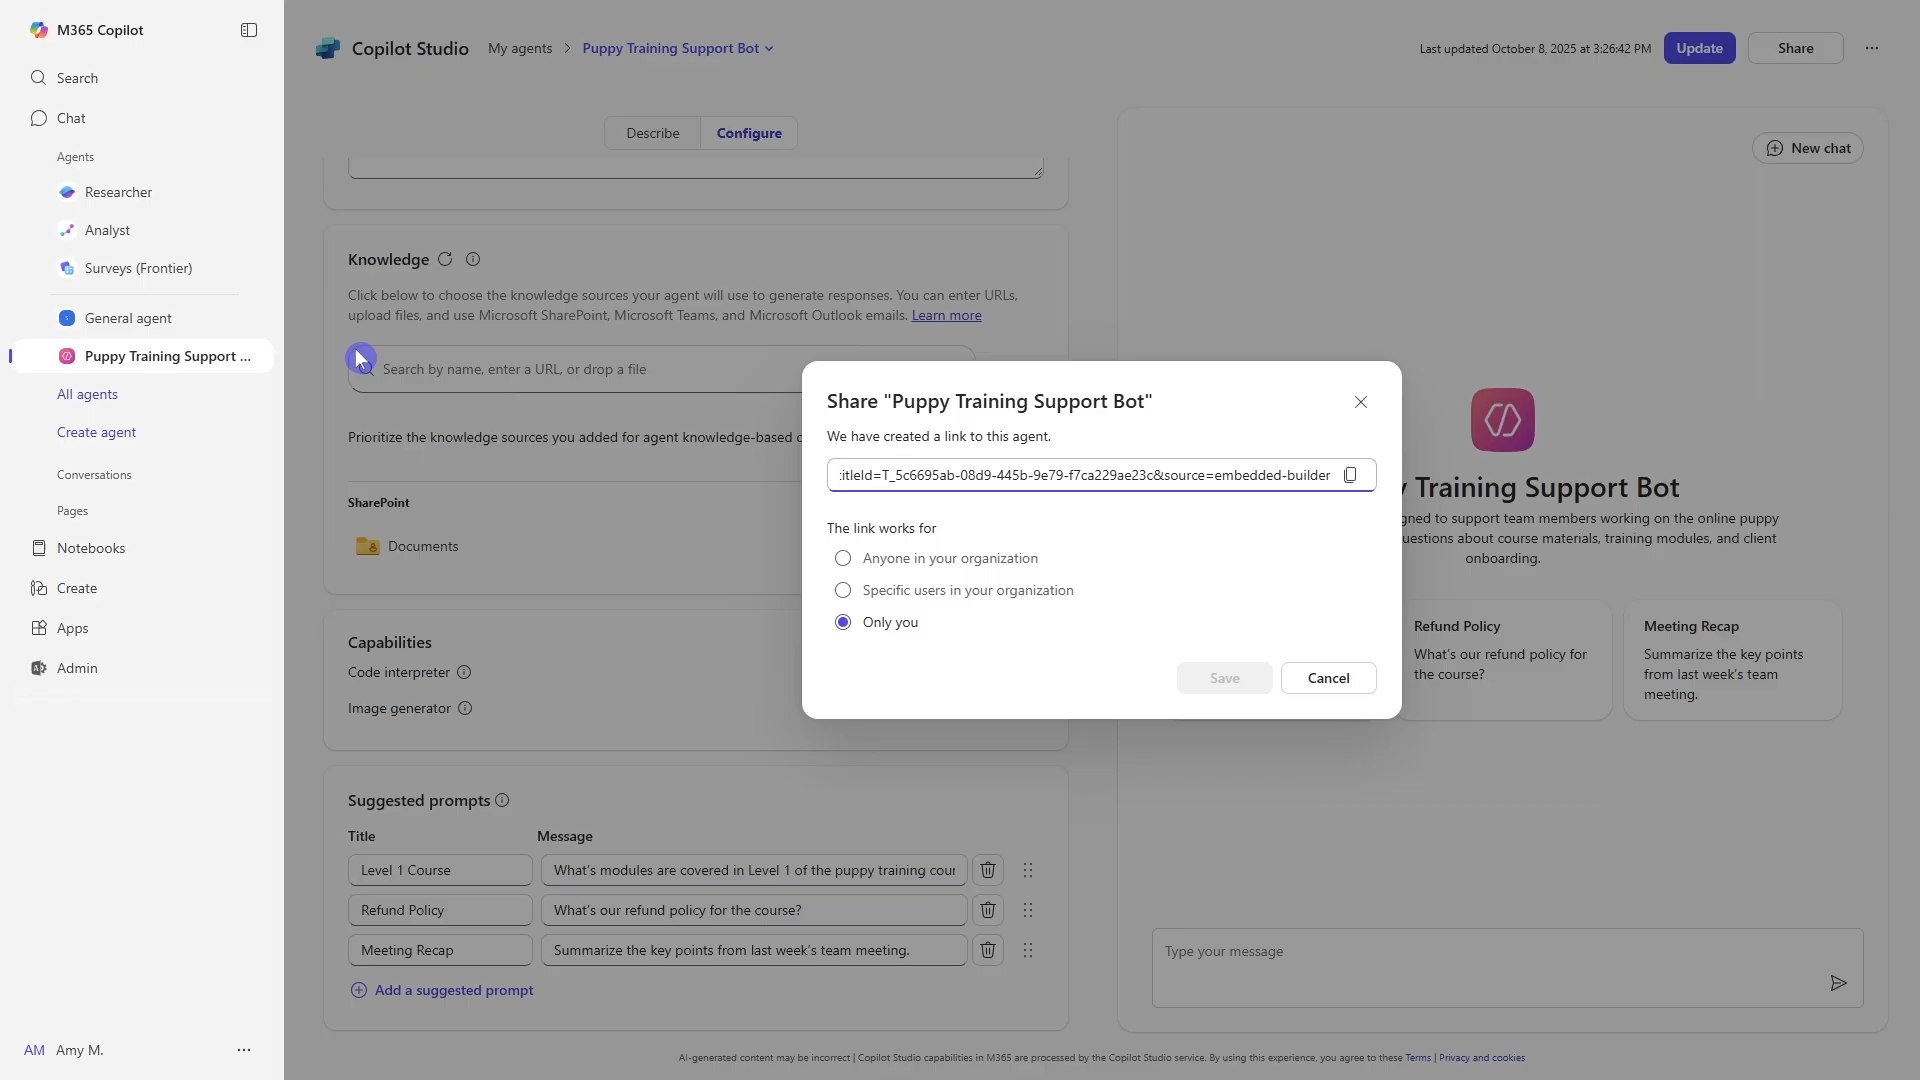 M365 Copilot
Search
Chat
Agents
Researcher
Analyst
Surveys (Frontier)
General agent
Puppy Training Support ...
All agents
Create agent
Conversations
Pages
Notebooks
Create
Apps
Admin
AM Amy M.
Copilot Studio My agents > Puppy Training Support Bot
Last updated October 8, 2025 at 3:26:42 PM Update Share
Describe Configure
Knowledge
Click below to choose the knowledge sources your agent will use to generate responses. You can enter URLs,
upload files, and use Microsoft SharePoint, Microsoft Teams, and Microsoft Outlook emails. Learn more
Search by name, enter a URL, or drop a file
Prioritize the knowledge sources you added for agent knowledge-based
SharePoint
Documents
Capabilities
Code interpreter
Image generator
Suggested prompts
Title Message
Level 1 Course What's modules are covered in Level 1 of the puppy training cour
Refund Policy What's our refund policy for the course?
Meeting Recap Summarize the key points from last week's team meeting.
Add a suggested prompt
Share "Puppy Training Support Bot"
We have created a link to this agent.
:itleId=T_5c6695ab-08d9-445b-9e79-f7ca229ae23c&source=embedded-builder
The link works for
Anyone in your organization
Specific users in your organization
Only you
Save Cancel
New chat
Training Support Bot
gned to support team members working on the online puppy
uestions about course materials, training modules, and client
onboarding.
Refund Policy
What's our refund policy for
the course?
Meeting Recap
Summarize the key points
from last week's team
meeting.
Type your message
AI-generated content may be incorrect | Copilot Studio capabilities in M365 are processed by the Copilot Studio service. By using this experience, you agree to these Terms | Privacy and cookies